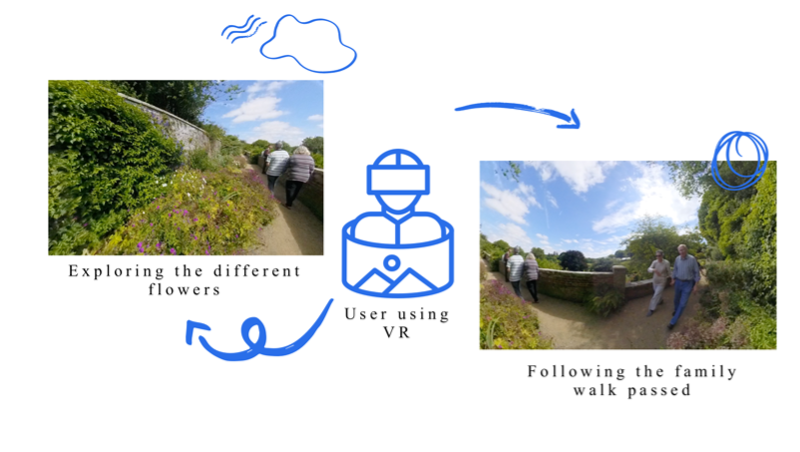 Exploring the different
flowers
User using
VR
Following the family
walk passed